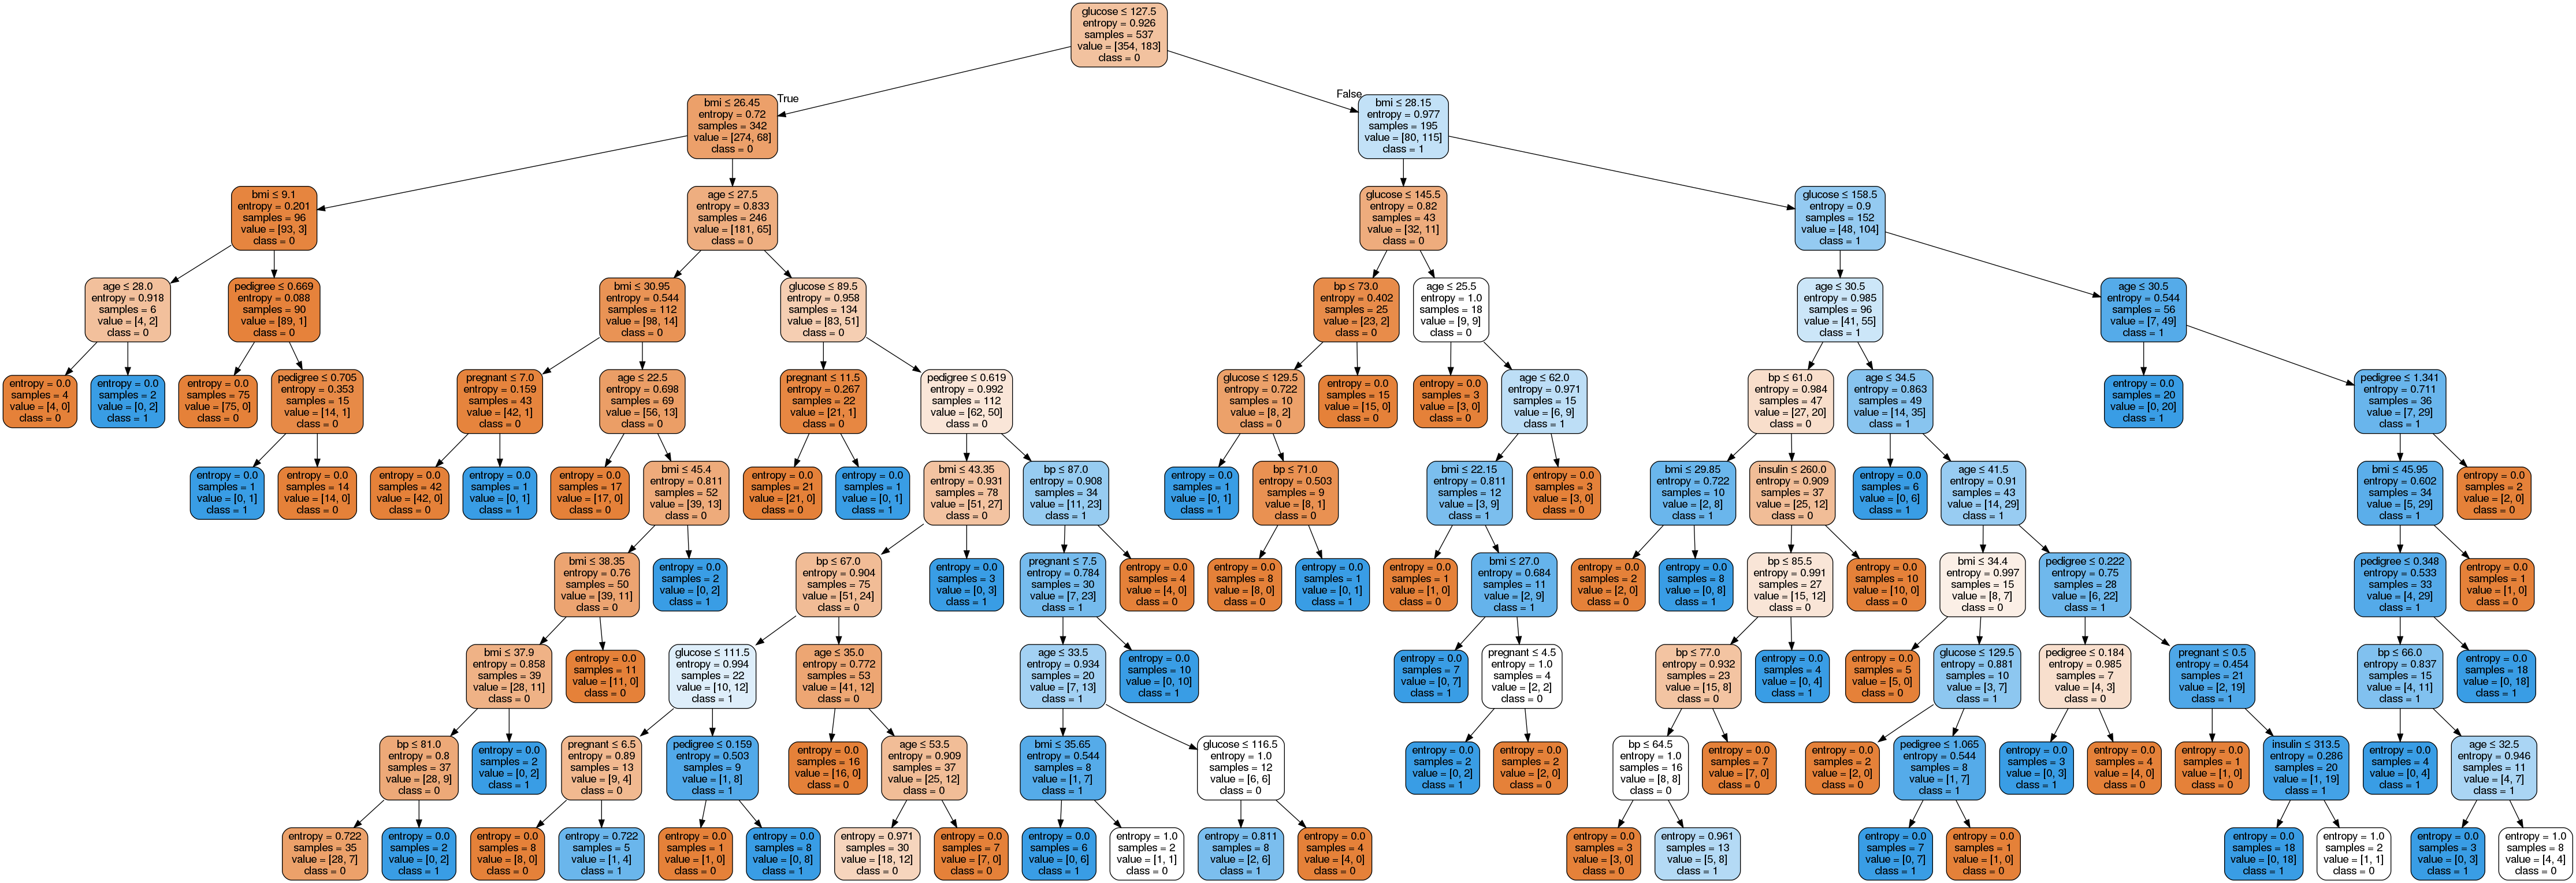 glucose ≤ 127.5
entropy = 0.926
samples = 537
value = [354, 183]
class = 0
True
False
bmi ≤ 26.45
entropy = 0.72
samples = 342
value = [274, 68]
class = 0
bmi ≤ 28.15
entropy = 0.977
samples = 195
value = [80, 115]
class = 1
bmi ≤ 9.1
entropy = 0.201
samples = 96
value = [93, 3]
class = 0
age ≤ 27.5
entropy = 0.833
samples = 246
value = [181, 65]
class = 0
glucose ≤ 145.5
entropy = 0.82
samples = 43
value = [32, 11]
class = 0
glucose ≤ 158.5
entropy = 0.9
samples = 152
value = [48, 104]
class = 1
age ≤ 28.0
entropy = 0.918
samples = 6
value = [4, 2]
class = 0
pedigree ≤ 0.669
entropy = 0.088
samples = 90
value = [89, 1]
class = 0
bmi ≤ 30.95
entropy = 0.544
samples = 112
value = [98, 14]
class = 0
glucose ≤ 89.5
entropy = 0.958
samples = 134
value = [83, 51]
class = 0
bp ≤ 73.0
entropy = 0.402
samples = 25
value = [23, 2]
class = 0
age ≤ 25.5
entropy = 1.0
samples = 18
value = [9, 9]
class = 0
age ≤ 30.5
entropy = 0.985
samples = 96
value = [41, 55]
class = 1
age ≤ 30.5
entropy = 0.544
samples = 56
value = [7, 49]
class = 1
entropy = 0.0
samples = 4
value = [4, 0]
class = 0
entropy = 0.0
samples = 2
value = [0, 2]
class = 1
entropy = 0.0
samples = 75
value = [75, 0]
class = 0
pedigree ≤ 0.705
entropy = 0.353
samples = 15
value = [14, 1]
class = 0
pregnant ≤ 7.0
entropy = 0.159
samples = 43
value = [42, 1]
class = 0
age ≤ 22.5
entropy = 0.698
samples = 69
value = [56, 13]
class = 0
pregnant ≤ 11.5
entropy = 0.267
samples = 22
value = [21, 1]
class = 0
pedigree ≤ 0.619
entropy = 0.992
samples = 112
value = [62, 50]
class = 0
glucose ≤ 129.5
entropy = 0.722
samples = 10
value = [8, 2]
class = 0
entropy = 0.0
samples = 15
value = [15, 0]
class = 0
entropy = 0.0
samples = 3
value = [3, 0]
class = 0
age ≤ 62.0
entropy = 0.971
samples = 15
value = [6, 9]
class = 1
bp ≤ 61.0
entropy = 0.984
samples = 47
value = [27, 20]
class = 0
age ≤ 34.5
entropy = 0.863
samples = 49
value = [14, 35]
class = 1
entropy = 0.0
samples = 20
value = [0, 20]
class = 1
pedigree ≤ 1.341
entropy = 0.711
samples = 36
value = [7, 29]
class = 1
entropy = 0.0
samples = 1
value = [0, 1]
class = 1
entropy = 0.0
samples = 14
value = [14, 0]
class = 0
entropy = 0.0
samples = 42
value = [42, 0]
class = 0
entropy = 0.0
samples = 1
value = [0, 1]
class = 1
entropy = 0.0
samples = 17
value = [17, 0]
class = 0
bmi ≤ 45.4
entropy = 0.811
samples = 52
value = [39, 13]
class = 0
entropy = 0.0
samples = 21
value = [21, 0]
class = 0
entropy = 0.0
samples = 1
value = [0, 1]
class = 1
bmi ≤ 43.35
entropy = 0.931
samples = 78
value = [51, 27]
class = 0
bp ≤ 87.0
entropy = 0.908
samples = 34
value = [11, 23]
class = 1
entropy = 0.0
samples = 1
value = [0, 1]
class = 1
bp ≤ 71.0
entropy = 0.503
samples = 9
value = [8, 1]
class = 0
bmi ≤ 22.15
entropy = 0.811
samples = 12
value = [3, 9]
class = 1
entropy = 0.0
samples = 3
value = [3, 0]
class = 0
bmi ≤ 29.85
entropy = 0.722
samples = 10
value = [2, 8]
class = 1
insulin ≤ 260.0
entropy = 0.909
samples = 37
value = [25, 12]
class = 0
entropy = 0.0
samples = 6
value = [0, 6]
class = 1
age ≤ 41.5
entropy = 0.91
samples = 43
value = [14, 29]
class = 1
bmi ≤ 45.95
entropy = 0.602
samples = 34
value = [5, 29]
class = 1
entropy = 0.0
samples = 2
value = [2, 0]
class = 0
bmi ≤ 38.35
entropy = 0.76
samples = 50
value = [39, 11]
class = 0
entropy = 0.0
samples = 2
value = [0, 2]
class = 1
bp ≤ 67.0
entropy = 0.904
samples = 75
value = [51, 24]
class = 0
entropy = 0.0
samples = 3
value = [0, 3]
class = 1
pregnant ≤ 7.5
entropy = 0.784
samples = 30
value = [7, 23]
class = 1
entropy = 0.0
samples = 4
value = [4, 0]
class = 0
entropy = 0.0
samples = 8
value = [8, 0]
class = 0
entropy = 0.0
samples = 1
value = [0, 1]
class = 1
entropy = 0.0
samples = 1
value = [1, 0]
class = 0
bmi ≤ 27.0
entropy = 0.684
samples = 11
value = [2, 9]
class = 1
entropy = 0.0
samples = 2
value = [2, 0]
class = 0
entropy = 0.0
samples = 8
value = [0, 8]
class = 1
bp ≤ 85.5
entropy = 0.991
samples = 27
value = [15, 12]
class = 0
entropy = 0.0
samples = 10
value = [10, 0]
class = 0
bmi ≤ 34.4
entropy = 0.997
samples = 15
value = [8, 7]
class = 0
pedigree ≤ 0.222
entropy = 0.75
samples = 28
value = [6, 22]
class = 1
pedigree ≤ 0.348
entropy = 0.533
samples = 33
value = [4, 29]
class = 1
entropy = 0.0
samples = 1
value = [1, 0]
class = 0
bmi ≤ 37.9
entropy = 0.858
samples = 39
value = [28, 11]
class = 0
entropy = 0.0
samples = 11
value = [11, 0]
class = 0
glucose ≤ 111.5
entropy = 0.994
samples = 22
value = [10, 12]
class = 1
age ≤ 35.0
entropy = 0.772
samples = 53
value = [41, 12]
class = 0
age ≤ 33.5
entropy = 0.934
samples = 20
value = [7, 13]
class = 1
entropy = 0.0
samples = 10
value = [0, 10]
class = 1
entropy = 0.0
samples = 7
value = [0, 7]
class = 1
pregnant ≤ 4.5
entropy = 1.0
samples = 4
value = [2, 2]
class = 0
bp ≤ 77.0
entropy = 0.932
samples = 23
value = [15, 8]
class = 0
entropy = 0.0
samples = 4
value = [0, 4]
class = 1
entropy = 0.0
samples = 5
value = [5, 0]
class = 0
glucose ≤ 129.5
entropy = 0.881
samples = 10
value = [3, 7]
class = 1
pedigree ≤ 0.184
entropy = 0.985
samples = 7
value = [4, 3]
class = 0
pregnant ≤ 0.5
entropy = 0.454
samples = 21
value = [2, 19]
class = 1
bp ≤ 66.0
entropy = 0.837
samples = 15
value = [4, 11]
class = 1
entropy = 0.0
samples = 18
value = [0, 18]
class = 1
bp ≤ 81.0
entropy = 0.8
samples = 37
value = [28, 9]
class = 0
entropy = 0.0
samples = 2
value = [0, 2]
class = 1
pregnant ≤ 6.5
entropy = 0.89
samples = 13
value = [9, 4]
class = 0
pedigree ≤ 0.159
entropy = 0.503
samples = 9
value = [1, 8]
class = 1
entropy = 0.0
samples = 16
value = [16, 0]
class = 0
age ≤ 53.5
entropy = 0.909
samples = 37
value = [25, 12]
class = 0
bmi ≤ 35.65
entropy = 0.544
samples = 8
value = [1, 7]
class = 1
glucose ≤ 116.5
entropy = 1.0
samples = 12
value = [6, 6]
class = 0
entropy = 0.0
samples = 2
value = [0, 2]
class = 1
entropy = 0.0
samples = 2
value = [2, 0]
class = 0
bp ≤ 64.5
entropy = 1.0
samples = 16
value = [8, 8]
class = 0
entropy = 0.0
samples = 7
value = [7, 0]
class = 0
entropy = 0.0
samples = 2
value = [2, 0]
class = 0
pedigree ≤ 1.065
entropy = 0.544
samples = 8
value = [1, 7]
class = 1
entropy = 0.0
samples = 3
value = [0, 3]
class = 1
entropy = 0.0
samples = 4
value = [4, 0]
class = 0
entropy = 0.0
samples = 1
value = [1, 0]
class = 0
insulin ≤ 313.5
entropy = 0.286
samples = 20
value = [1, 19]
class = 1
entropy = 0.0
samples = 4
value = [0, 4]
class = 1
age ≤ 32.5
entropy = 0.946
samples = 11
value = [4, 7]
class = 1
entropy = 0.722
samples = 35
value = [28, 7]
class = 0
entropy = 0.0
samples = 2
value = [0, 2]
class = 1
entropy = 0.0
samples = 8
value = [8, 0]
class = 0
entropy = 0.722
samples = 5
value = [1, 4]
class = 1
entropy = 0.0
samples = 1
value = [1, 0]
class = 0
entropy = 0.0
samples = 8
value = [0, 8]
class = 1
entropy = 0.971
samples = 30
value = [18, 12]
class = 0
entropy = 0.0
samples = 7
value = [7, 0]
class = 0
entropy = 0.0
samples = 6
value = [0, 6]
class = 1
entropy = 1.0
samples = 2
value = [1, 1]
class = 0
entropy = 0.811
samples = 8
value = [2, 6]
class = 1
entropy = 0.0
samples = 4
value = [4, 0]
class = 0
entropy = 0.0
samples = 3
value = [3, 0]
class = 0
entropy = 0.961
samples = 13
value = [5, 8]
class = 1
entropy = 0.0
samples = 7
value = [0, 7]
class = 1
entropy = 0.0
samples = 1
value = [1, 0]
class = 0
entropy = 0.0
samples = 18
value = [0, 18]
class = 1
entropy = 1.0
samples = 2
value = [1, 1]
class = 0
entropy = 0.0
samples = 3
value = [0, 3]
class = 1
entropy = 1.0
samples = 8
value = [4, 4]
class = 0